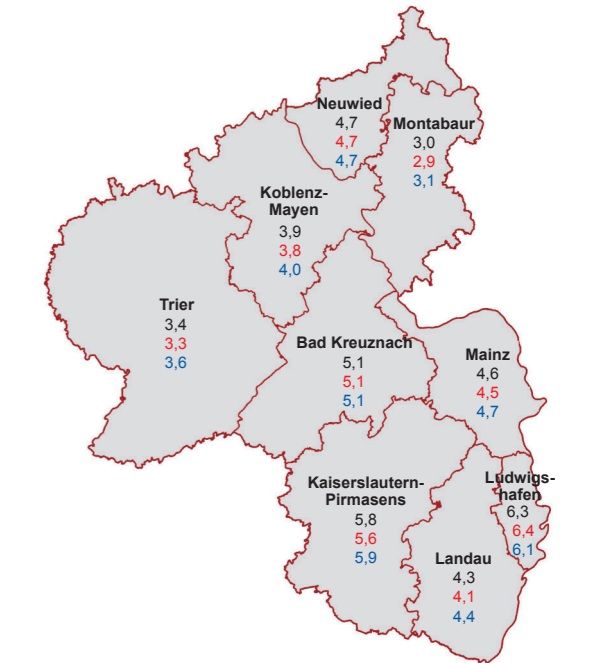 Neuwied
4,7
4,7
4,7
Montabaur
3,0
2,9
3,1
Koblenz-
Mayen
3,9
3,8
4,0
Trier
3,4
3,3
3,6
Bad Kreuznach
5,1
5,1
5,1
Mainz
4,6
4,5
4,7
Kaiserslautern-
Pirmasens
5,8
5,6
5,9
Ludwigs-
hafen
6,3
6,4
6,1
Landau
4,3
4,1
4,4